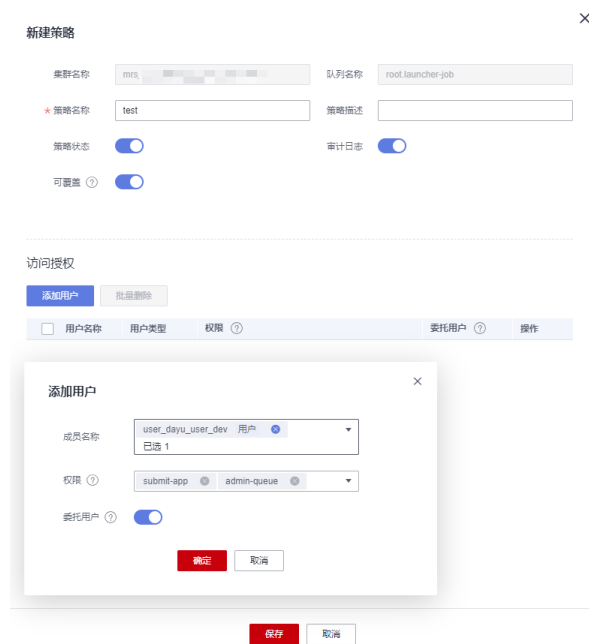 新建策略
集群名称 mrs_ 队列名称 root.launcher-job
* 策略名称 test 策略描述
策略状态 审计日志
可覆盖 ?
访问授权
添加用户 批量删除
用户名称 用户类型 权限 ? 委托用户 ? 操作
添加用户
成员名称 user_dayu_user_dev 用户
已选 1
权限 ? submit-app admin-queue
委托用户 ?
确定 取消
保存 取消